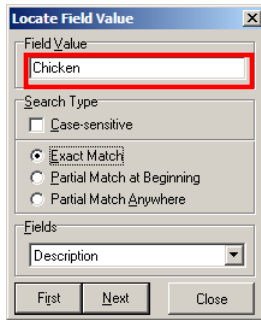 Locate Field Value
Field Value
Chicken
Search Type
Case-sensitive
Exact Match
Partial Match at Beginning
Partial Match Anywhere
Fields
Description
First Next Close